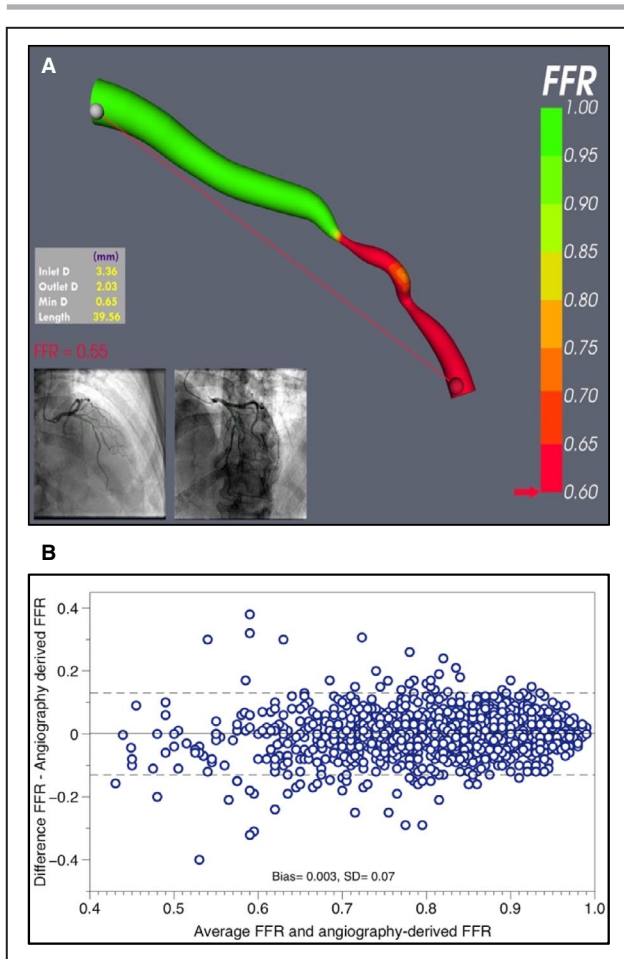 A
FFR
1.00
0.95
0.90
0.85
0.80
0.75
0.70
0.65
0.60
(mm)
Inlet D 3.36
Outlet D 2.03
Min D 0.65
Length 39.56
FFR = 0.55
B
Difference FFR - Angiography derived FFR
0.4
0.2
0
−0.2
−0.4
Bias= 0.003, SD= 0.07
0.4 0.5 0.6 0.7 0.8 0.9 1.0
Average FFR and angiography-derived FFR